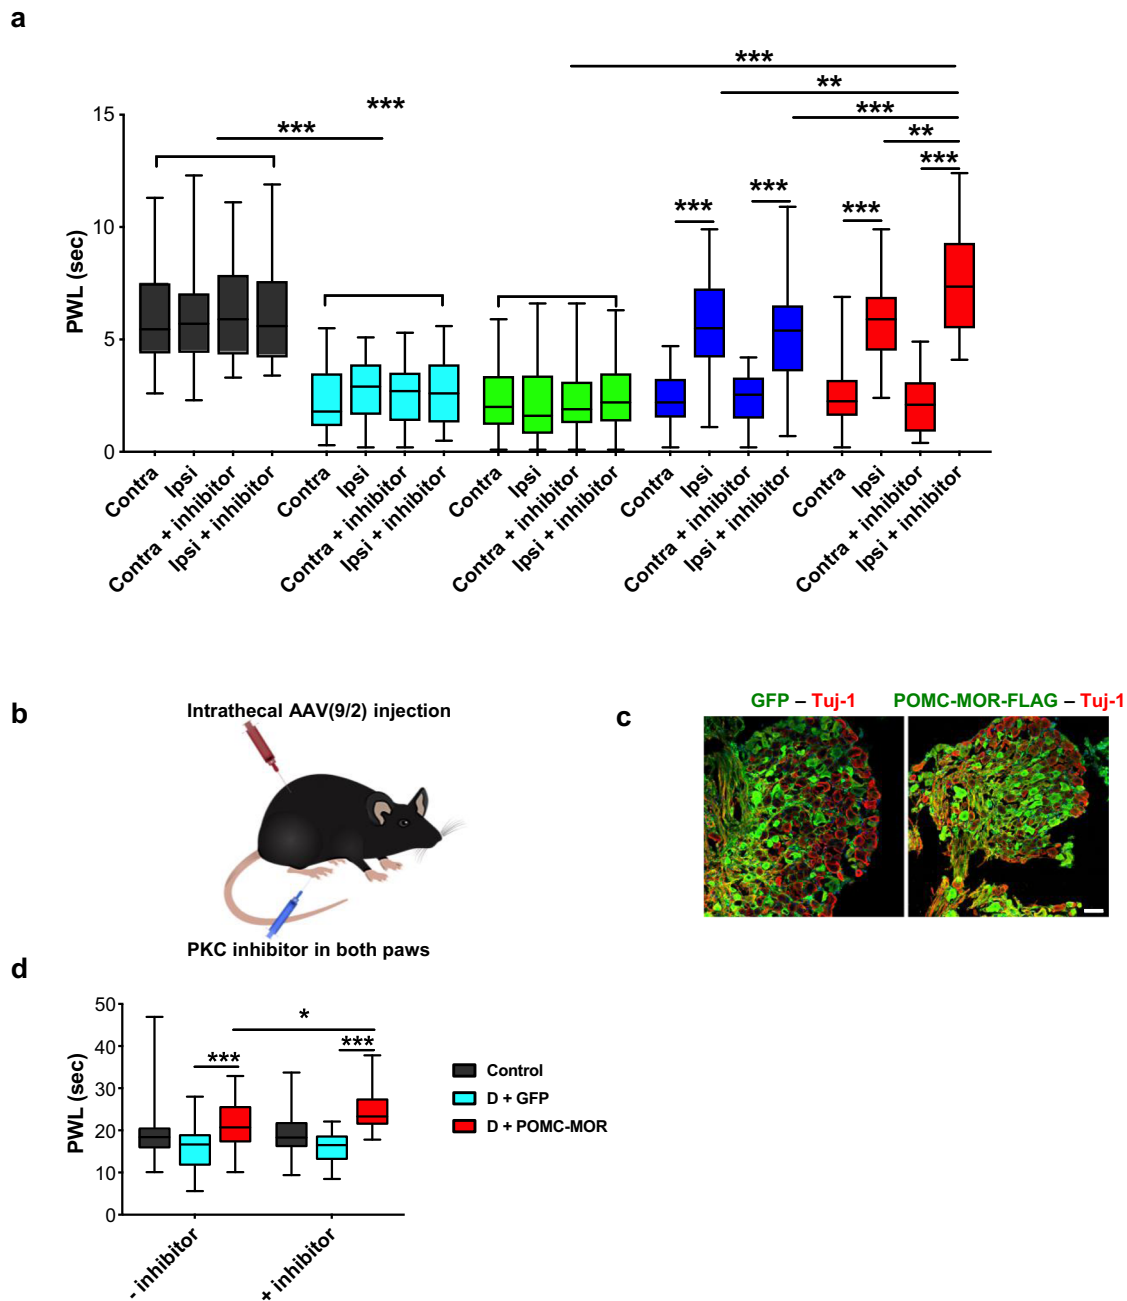 a
***
**
***
***
***
**
***
***
***
***
***
15
10
5
0
PWL (sec)
Contra
Ipsi
Contra + inhibitor
Ipsi + inhibitor
Contra
Ipsi
Contra + inhibitor
Ipsi + inhibitor
Contra
Ipsi
Contra + inhibitor
Ipsi + inhibitor
Contra
Ipsi
Contra + inhibitor
Ipsi + inhibitor
Contra
Ipsi
Contra + inhibitor
Ipsi + inhibitor
b
Intrathecal AAV(9/2) injection
PKC inhibitor in both paws
c
GFP – Tuj-1
POMC-MOR-FLAG – Tuj-1
d
50
40
30
20
10
0
PWL (sec)
*
***
***
- inhibitor
+ inhibitor
Control
D + GFP
D + POMC-MOR